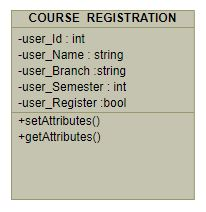 COURSE REGISTRATION
-user_Id : int
-user_Name : string
-user_Branch :string
-user_Semester : int
-user_Register :bool
+setAttributes()
+getAttributes()